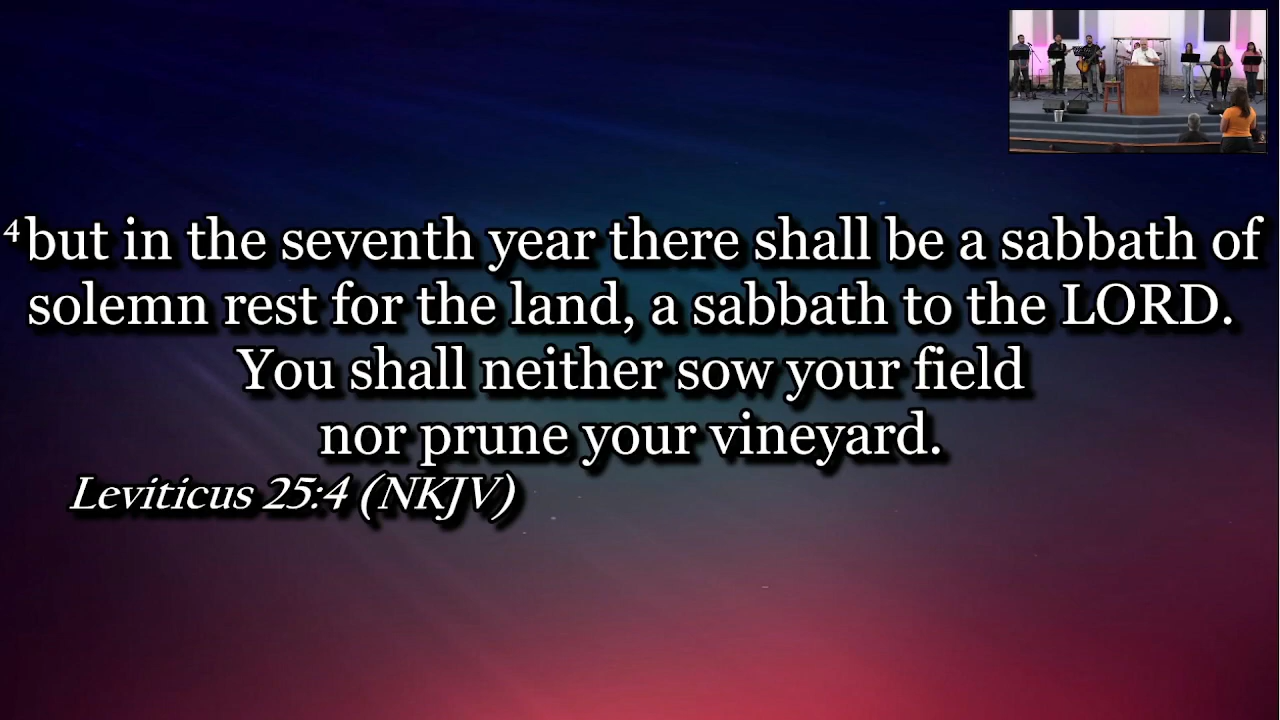 ⁴but in the seventh year there shall be a sabbath of
solemn rest for the land, a sabbath to the LORD.
You shall neither sow your field
nor prune your vineyard.
Leviticus 25:4 (NKJV)